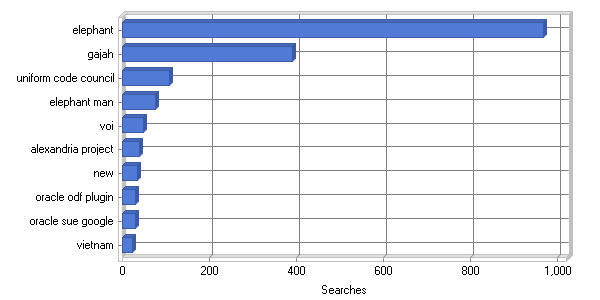 elephant
gajah
uniform code council
elephant man
voi
alexandria project
new
oracle odf plugin
oracle sue google
vietnam
0 200 400 600 800 1,000
Searches